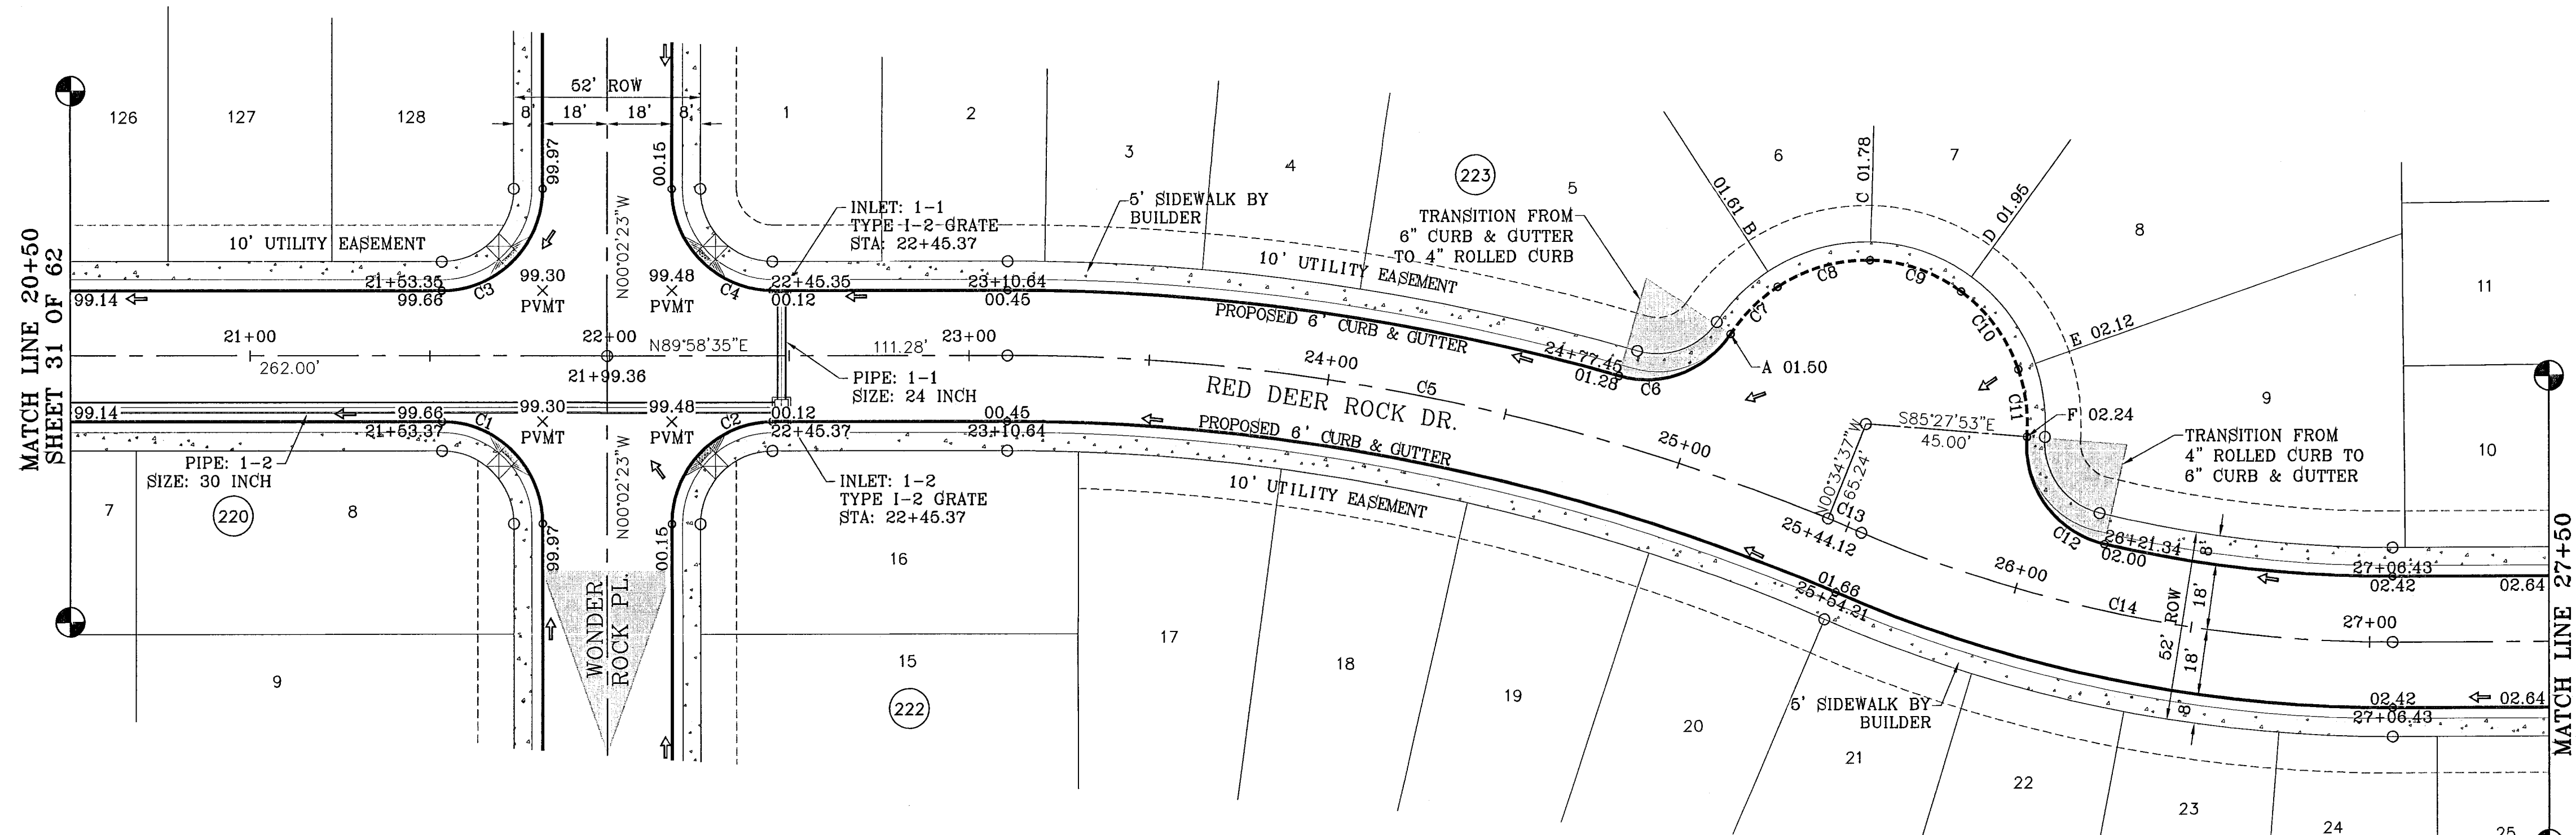 MATCH LINE 20+50
SHEET 31 OF 62
126
127
128
52' ROW
8'
18'
18'
8'
99.97
00.15
N00°02'23"W
1
2
3
4
223
5
6
7
8
11
INLET: 1-1
TYPE I-2 GRATE
STA: 22+45.37
5' SIDEWALK BY
BUILDER
TRANSITION FROM
6" CURB & GUTTER
TO 4" ROLLED CURB
01.61 B
C 01.78
D 01.95
E 02.12
10' UTILITY EASEMENT
10' UTILITY EASEMENT
99.14
21+53.35
99.66
C3
99.30
PVMT
99.48
PVMT
C4
22+45.35
00.12
23+10.64
00.45
PROPOSED 6' CURB & GUTTER
24+77.45
01.28
C6
C7
C8
C9
C10
C11
A 01.50
F 02.24
21+00
262.00'
22+00
21+99.36
N89°58'35"E
111.28'
23+00
24+00
C5
RED DEER ROCK DR.
25+00
PIPE: 1-1
SIZE: 24 INCH
S85°27'53"E
45.00'
N00°34'37"W
65.24'
C13
25+44.12
9
10
TRANSITION FROM
4" ROLLED CURB TO
6" CURB & GUTTER
99.14
99.66
21+53.37
C1
99.30
PVMT
99.48
PVMT
C2
00.12
22+45.37
00.45
23+10.64
PROPOSED 6' CURB & GUTTER
10' UTILITY EASEMENT
PIPE: 1-2
SIZE: 30 INCH
INLET: 1-2
TYPE I-2 GRATE
STA: 22+45.37
N00°02'23"W
99.97
00.15
7
220
8
9
WONDER
ROCK PL.
16
15
222
17
18
19
20
21
22
23
24
25
01.66
25+54.21
26+00
C12
26+21.34
02.00
8'
18'
52' ROW
18'
8'
C14
27+00
27+06.43
02.42
02.64
02.42
27+06.43
02.64
5' SIDEWALK BY
BUILDER
MATCH LINE 27+50